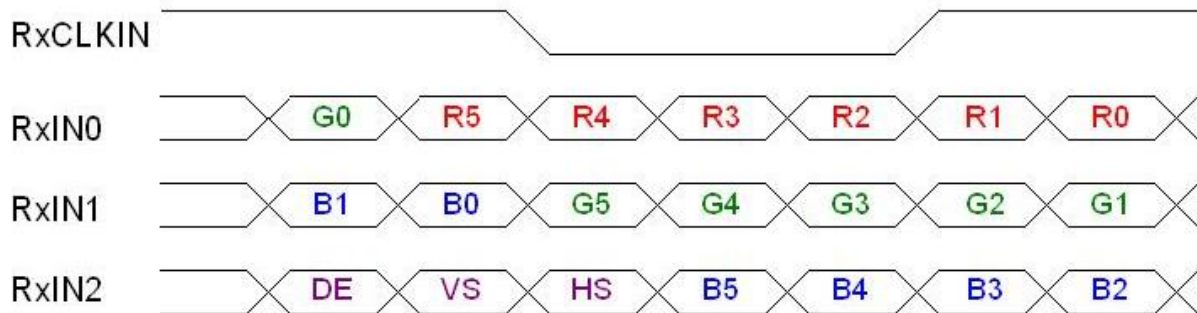 RxCLKIN
RxIN0 G0 R5 R4 R3 R2 R1 R0
RxIN1 B1 B0 G5 G4 G3 G2 G1
RxIN2 DE VS HS B5 B4 B3 B2